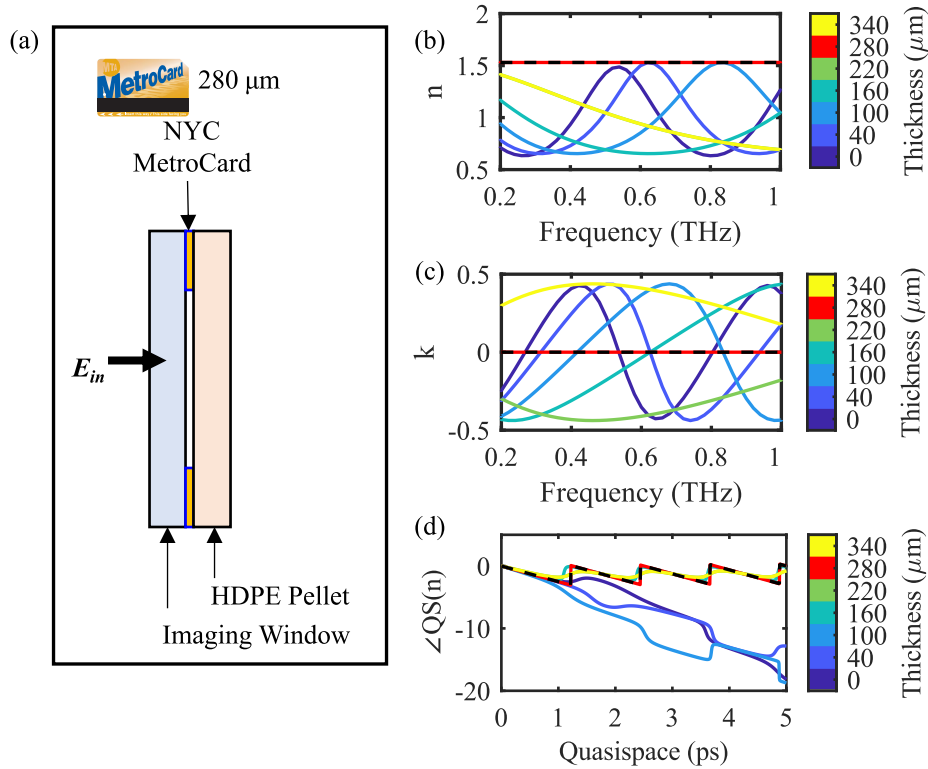 (a)
MetroCard
280 μm
NYC
MetroCard
E_in
HDPE Pellet
Imaging Window
(b)
2
1.5
1
0.5
n
0.2 0.4 0.6 0.8 1
Frequency (THz)
340
280
220
160
100
40
0
Thickness (μm)
(c)
0.5
0
-0.5
k
0.2 0.4 0.6 0.8 1
Frequency (THz)
340
280
220
160
100
40
0
Thickness (μm)
(d)
0
-10
-20
∠QS(n)
0 1 2 3 4 5
Quasispace (ps)
340
280
220
160
100
40
0
Thickness (μm)